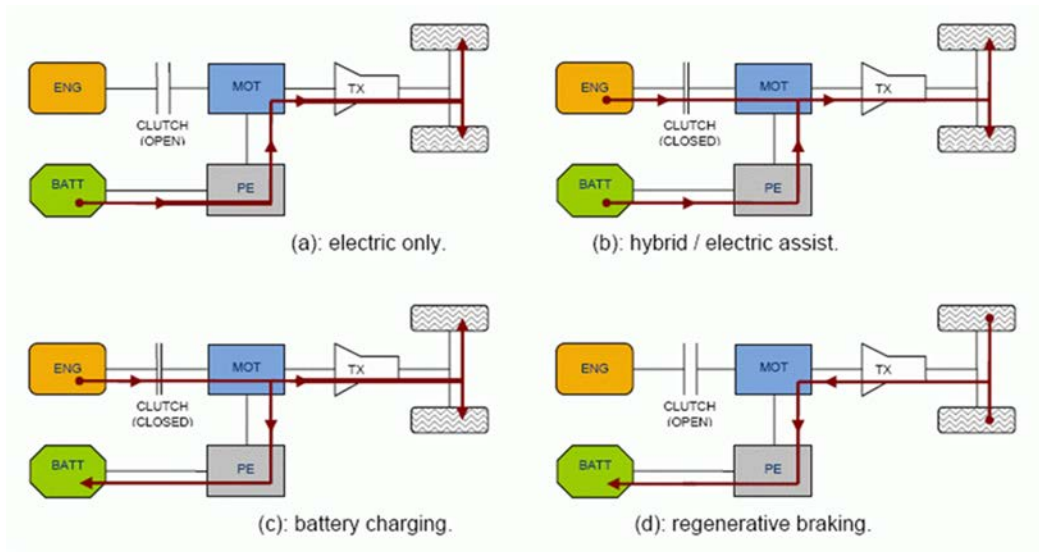 ENG
MOT
TX
CLUTCH
(OPEN)
BATT
PE
(a): electric only.
ENG
MOT
TX
CLUTCH
(CLOSED)
BATT
PE
(b): hybrid / electric assist.
ENG
MOT
TX
CLUTCH
(CLOSED)
BATT
PE
(c): battery charging.
ENG
MOT
TX
CLUTCH
(OPEN)
BATT
PE
(d): regenerative braking.